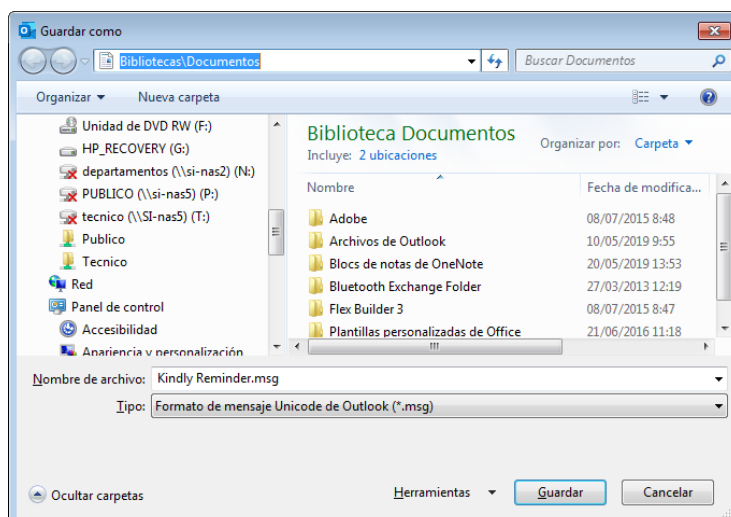 Guardar como
Bibliotecas\Documentos
Buscar Documentos
Organizar
Nueva carpeta
Unidad de DVD RW (F:)
HP_RECOVERY (G:)
departamentos (\\si-nas2) (N:)
PUBLICO (\\si-nas5) (P:)
tecnico (\\SI-nas5) (T:)
Publico
Tecnico
Red
Panel de control
Accesibilidad
Apariencia y personalización
Biblioteca Documentos
Incluye: 2 ubicaciones
Organizar por: Carpeta
Nombre Fecha de modifica...
Adobe 08/07/2015 8:48
Archivos de Outlook 10/05/2019 9:55
Blocs de notas de OneNote 20/05/2019 13:53
Bluetooth Exchange Folder 27/03/2013 12:19
Flex Builder 3 08/07/2015 8:47
Plantillas personalizadas de Office 21/06/2016 11:18
Nombre de archivo: Kindly Reminder.msg
Tipo: Formato de mensaje Unicode de Outlook (*.msg)
Ocultar carpetas
Herramientas
Guardar
Cancelar